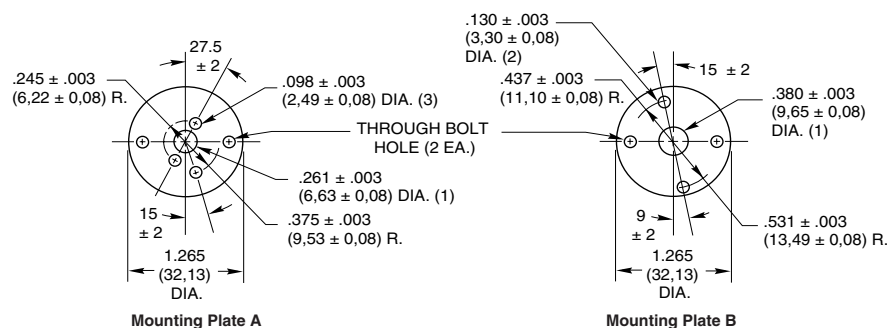 27.5
± 2
.245 ± .003
(6,22 ± 0,08) R.
.098 ± .003
(2,49 ± 0,08) DIA. (3)
THROUGH BOLT
HOLE (2 EA.)
.261 ± .003
(6,63 ± 0,08) DIA. (1)
15
± 2
.375 ± .003
(9,53 ± 0,08) R.
1.265
(32,13)
DIA.
Mounting Plate A
.130 ± .003
(3,30 ± 0,08)
DIA. (2)
15 ± 2
.437 ± .003
(11,10 ± 0,08) R.
.380 ± .003
(9,65 ± 0,08)
DIA. (1)
9
± 2
.531 ± .003
(13,49 ± 0,08) R.
1.265
(32,13)
DIA.
Mounting Plate B